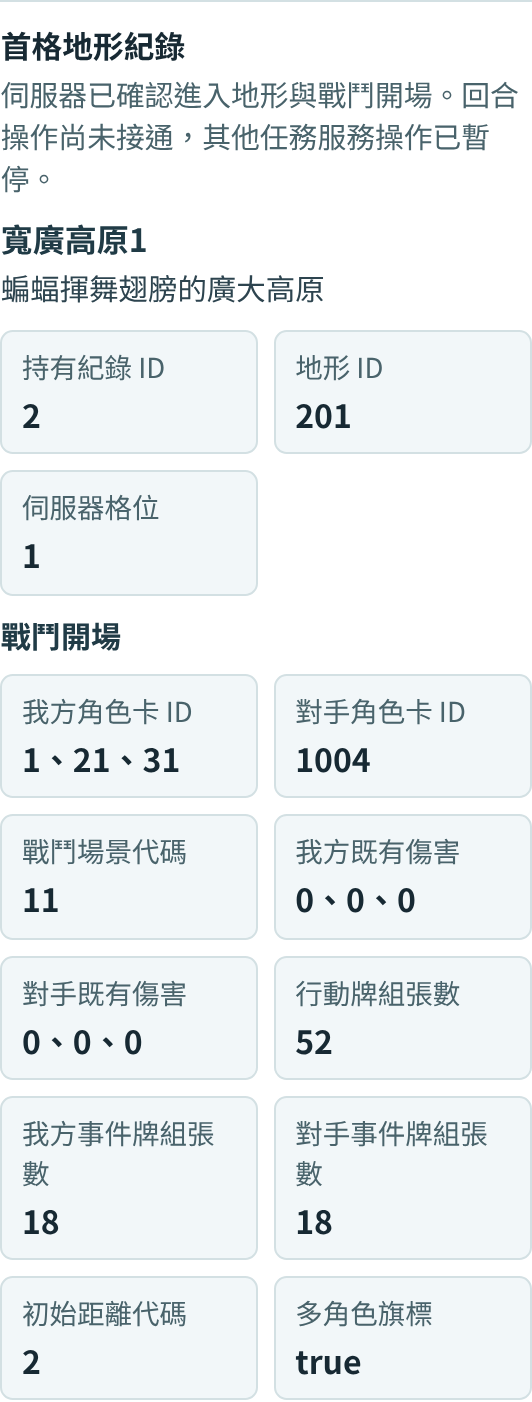 首格地形紀錄
伺服器已確認進入地形與戰鬥開場。回合
操作尚未接通，其他任務服務操作已暫
停。
寬廣高原1
蝙蝠揮舞翅膀的廣大高原
持有紀錄 ID
2
地形 ID
201
伺服器格位
1
戰鬥開場
我方角色卡 ID
1、21、31
對手角色卡 ID
1004
戰鬥場景代碼
11
我方既有傷害
0、0、0
對手既有傷害
0、0、0
行動牌組張數
52
我方事件牌組張
數
18
對手事件牌組張
數
18
初始距離代碼
2
多角色旗標
true